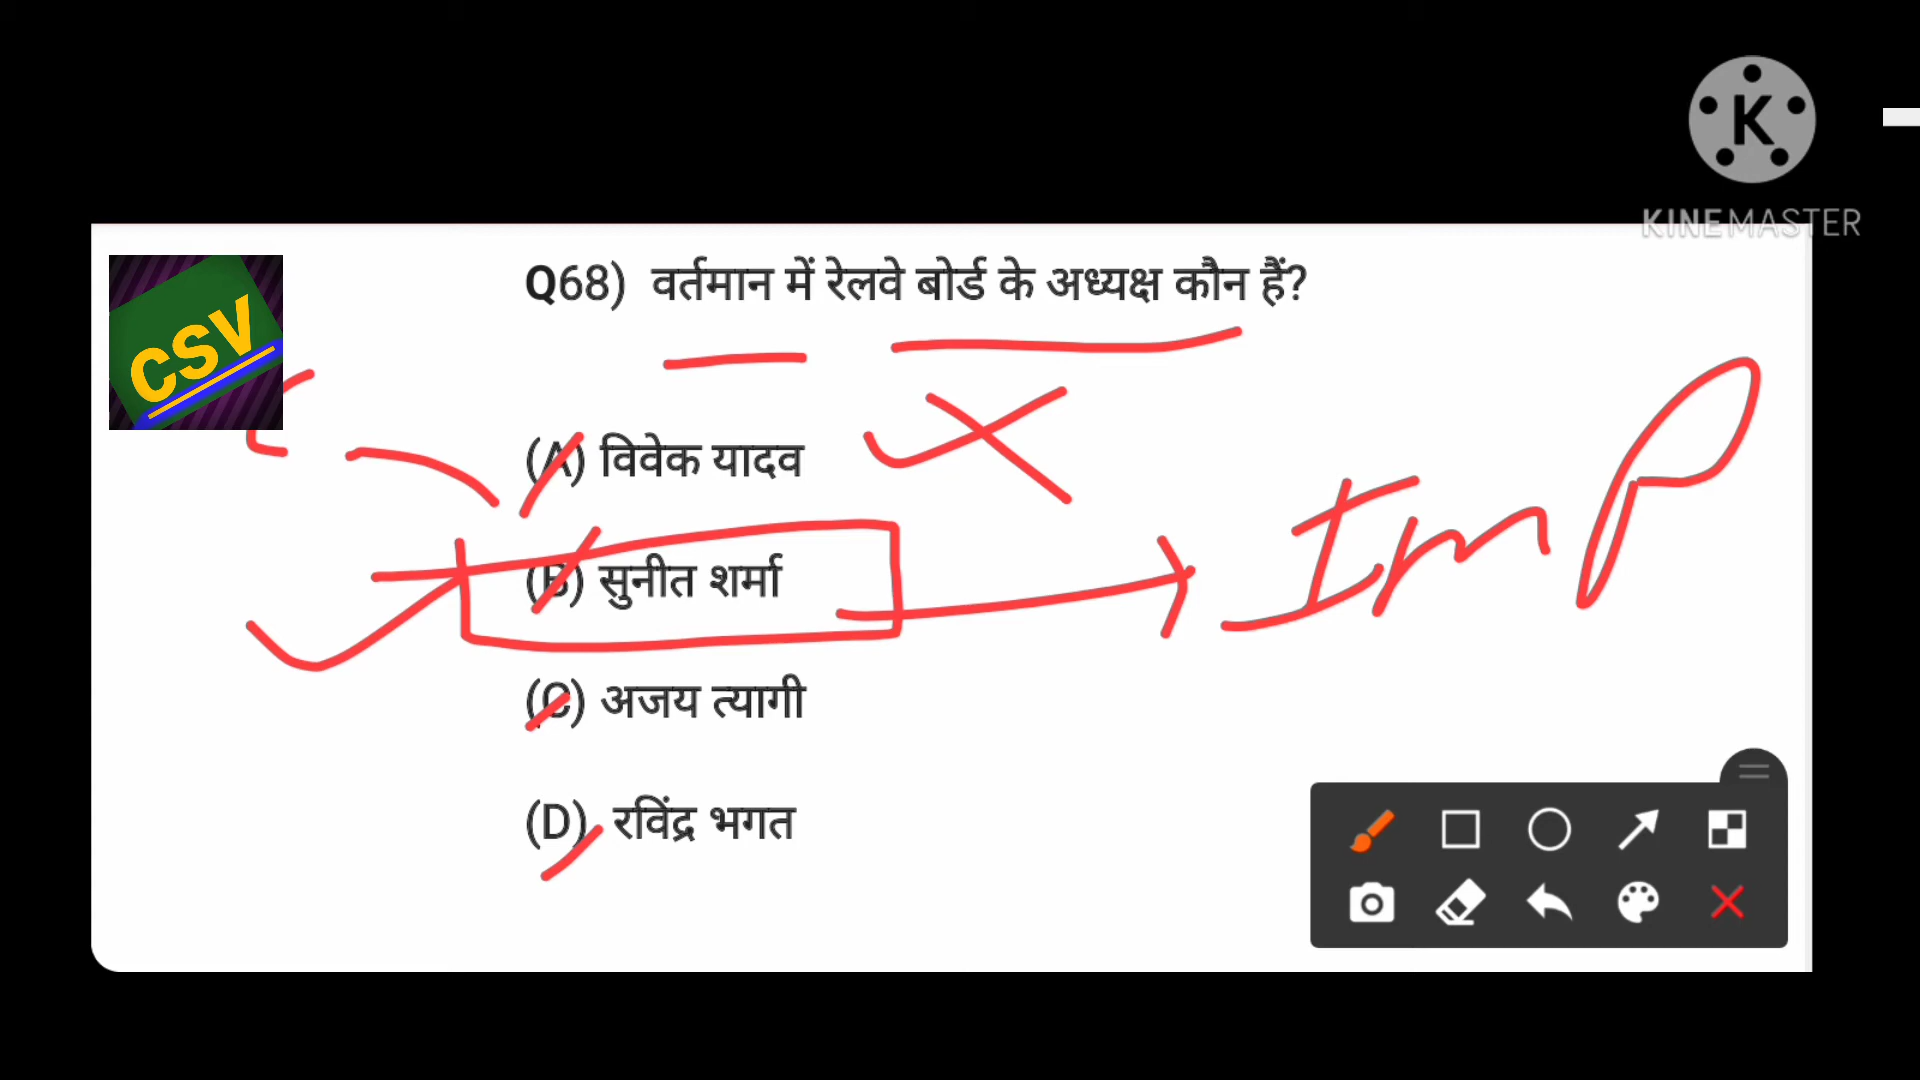 K
KINEMASTER
csv
Q68) वर्तमान में रेलवे बोर्ड के अध्यक्ष कौन हैं?
(A) विवेक यादव
(B) सुनीत शर्मा
ImP
(C) अजय त्यागी
(D) रविंद्र भगत